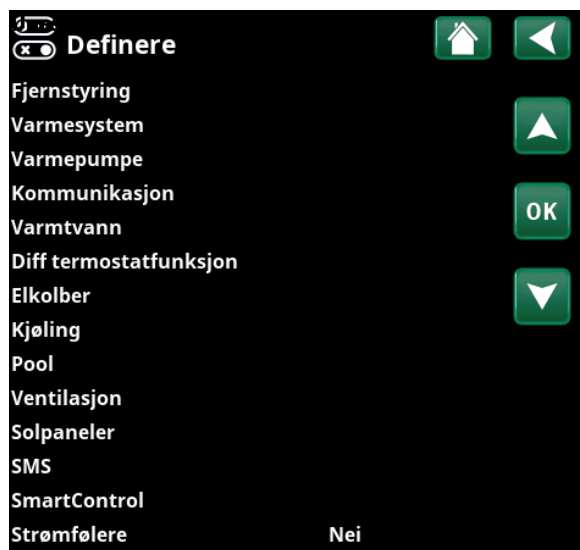 Definere
Fjernstyring
Varmesystem
Varmepumpe
Kommunikasjon
Varmtvann
OK
Diff termostatfunksjon
Elkolber
Kjøling
Pool
Ventilasjon
Solpaneler
SMS
SmartControl
Strømfølere Nei